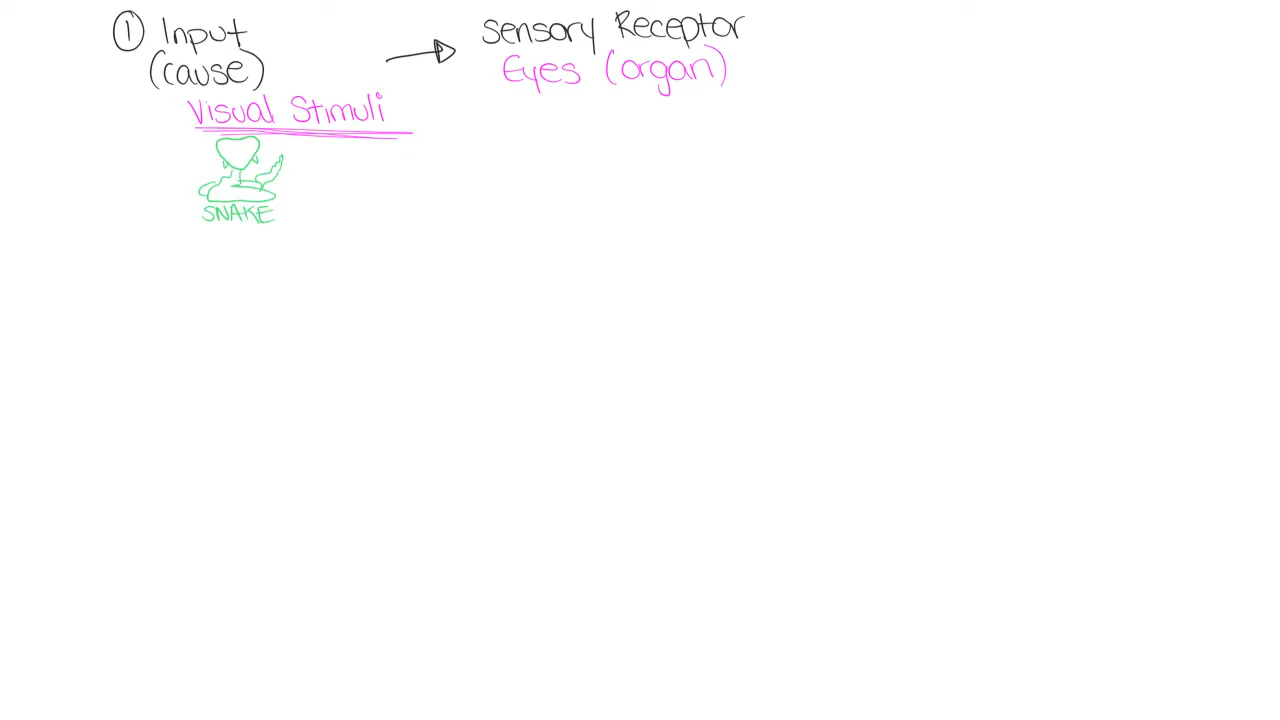 ① Input
(cause)
Visual Stimuli
SNAKE
Sensory Receptor
Eyes (organ)